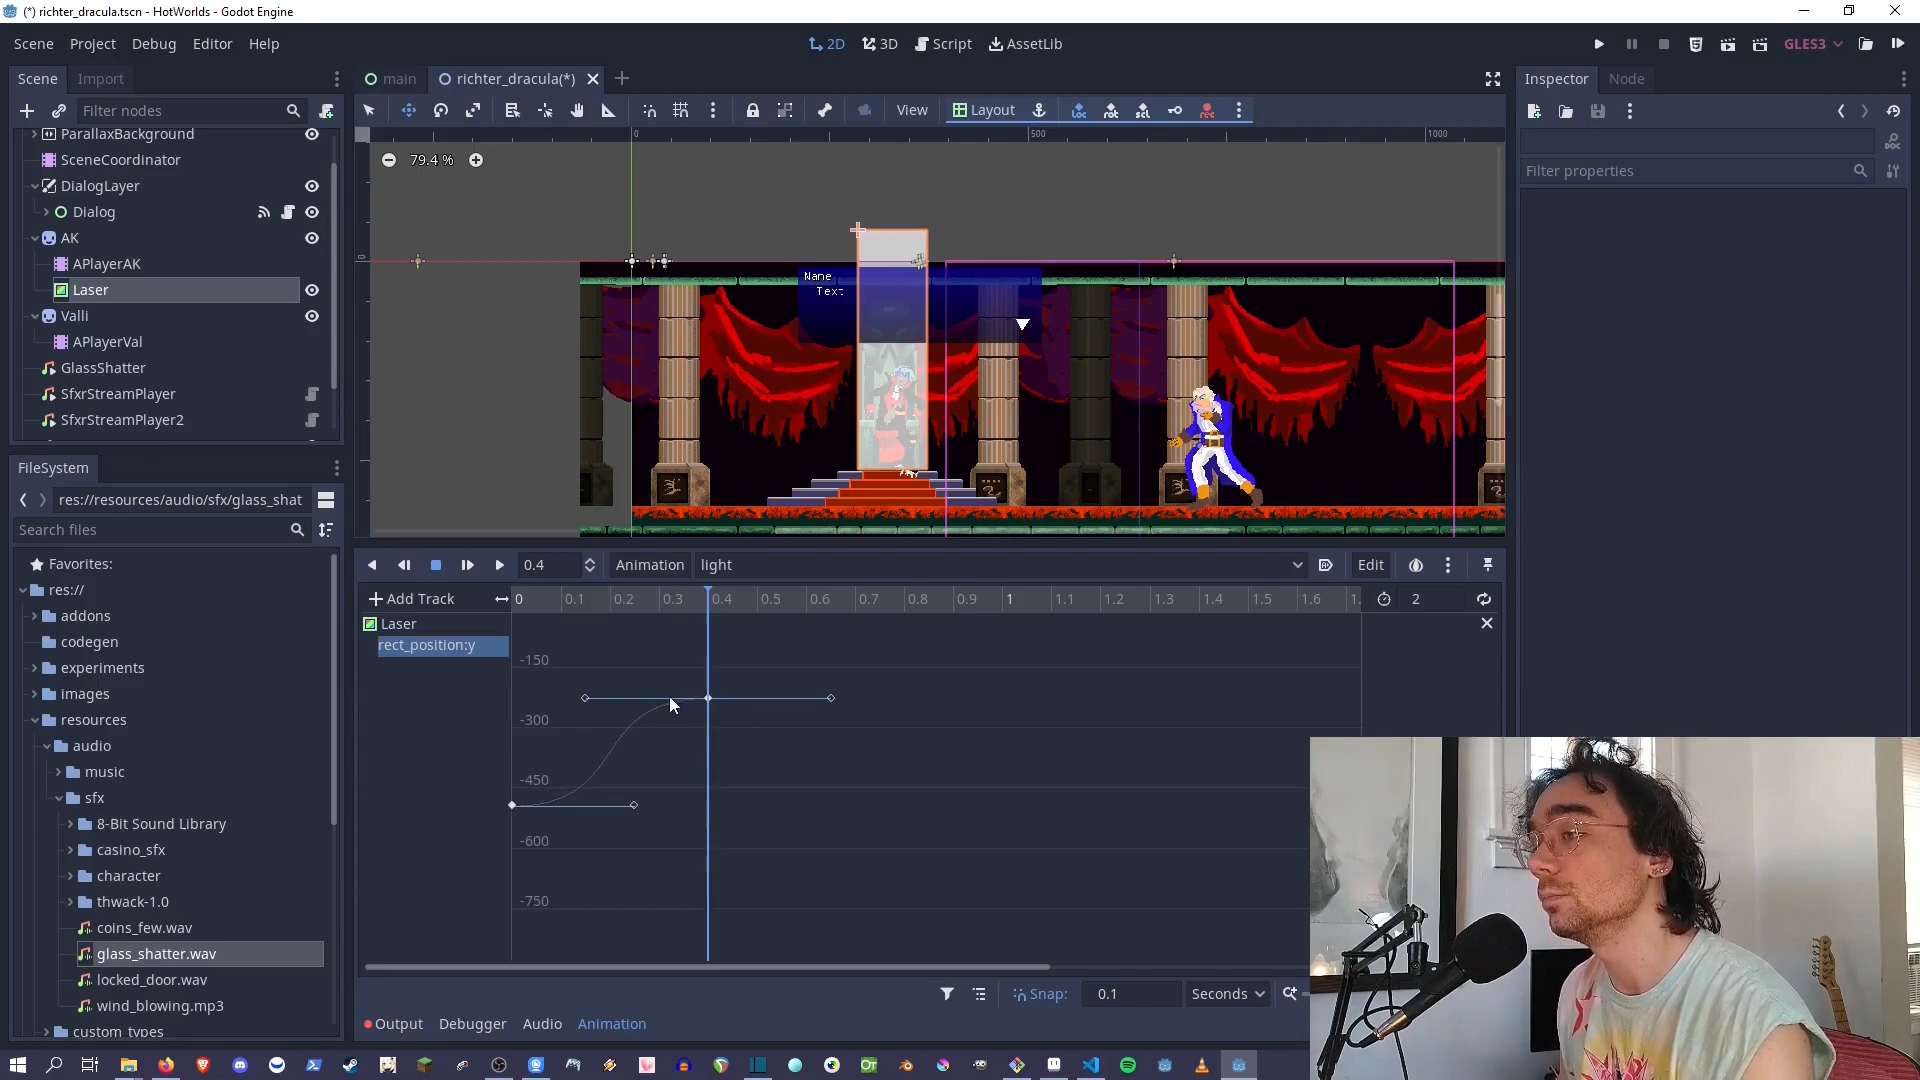 (*) richter_dracula.tscn - HotWorlds - Godot Engine
Scene Project Debug Editor Help
2D 3D Script AssetLib
GLES3
Scene Import
Filter nodes
ParallaxBackground
SceneCoordinator
DialogLayer
Dialog
AK
APlayerAK
Laser
Valli
APlayerVal
GlassShatter
SfxrStreamPlayer
SfxrStreamPlayer2
FileSystem
res://resources/audio/sfx/glass_shat
Search files
Favorites:
res://
addons
codegen
experiments
images
resources
audio
music
sfx
8-Bit Sound Library
casino_sfx
character
thwack-1.0
coins_few.wav
glass_shatter.wav
locked_door.wav
wind_blowing.mp3
custom_types
main richter_dracula(*)
View Layout
0 500 1000
0
79.4 %
Name
Text
0.4 Animation light Edit
Add Track 0 0.1 0.2 0.3 0.4 0.5 0.6 0.7 0.8 0.9 1 1.1 1.2 1.3 1.4 1.5 1.6 1. 2
Laser
rect_position:y
-150
-300
-450
-600
-750
Snap: 0.1 Seconds
Output Debugger Audio Animation
Inspector Node
Filter properties
DOC